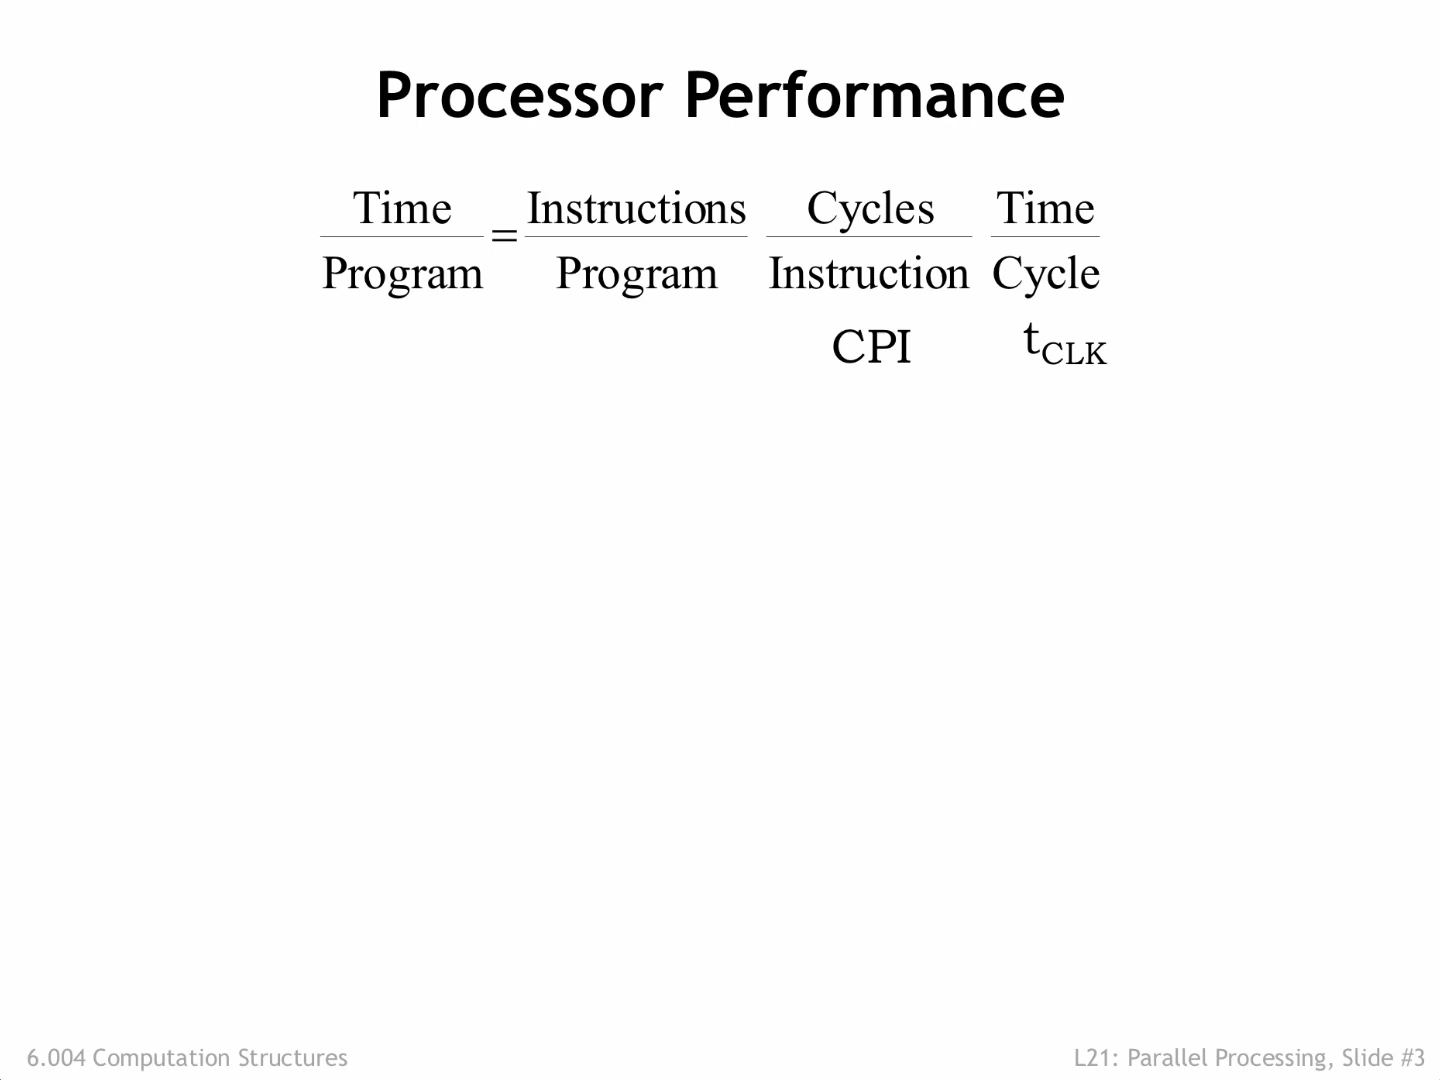 Processor Performance
Time Instructions Cycles Time
=
Program Program Instruction Cycle
CPI tCLK
6.004 Computation Structures
L21: Parallel Processing, Slide #3